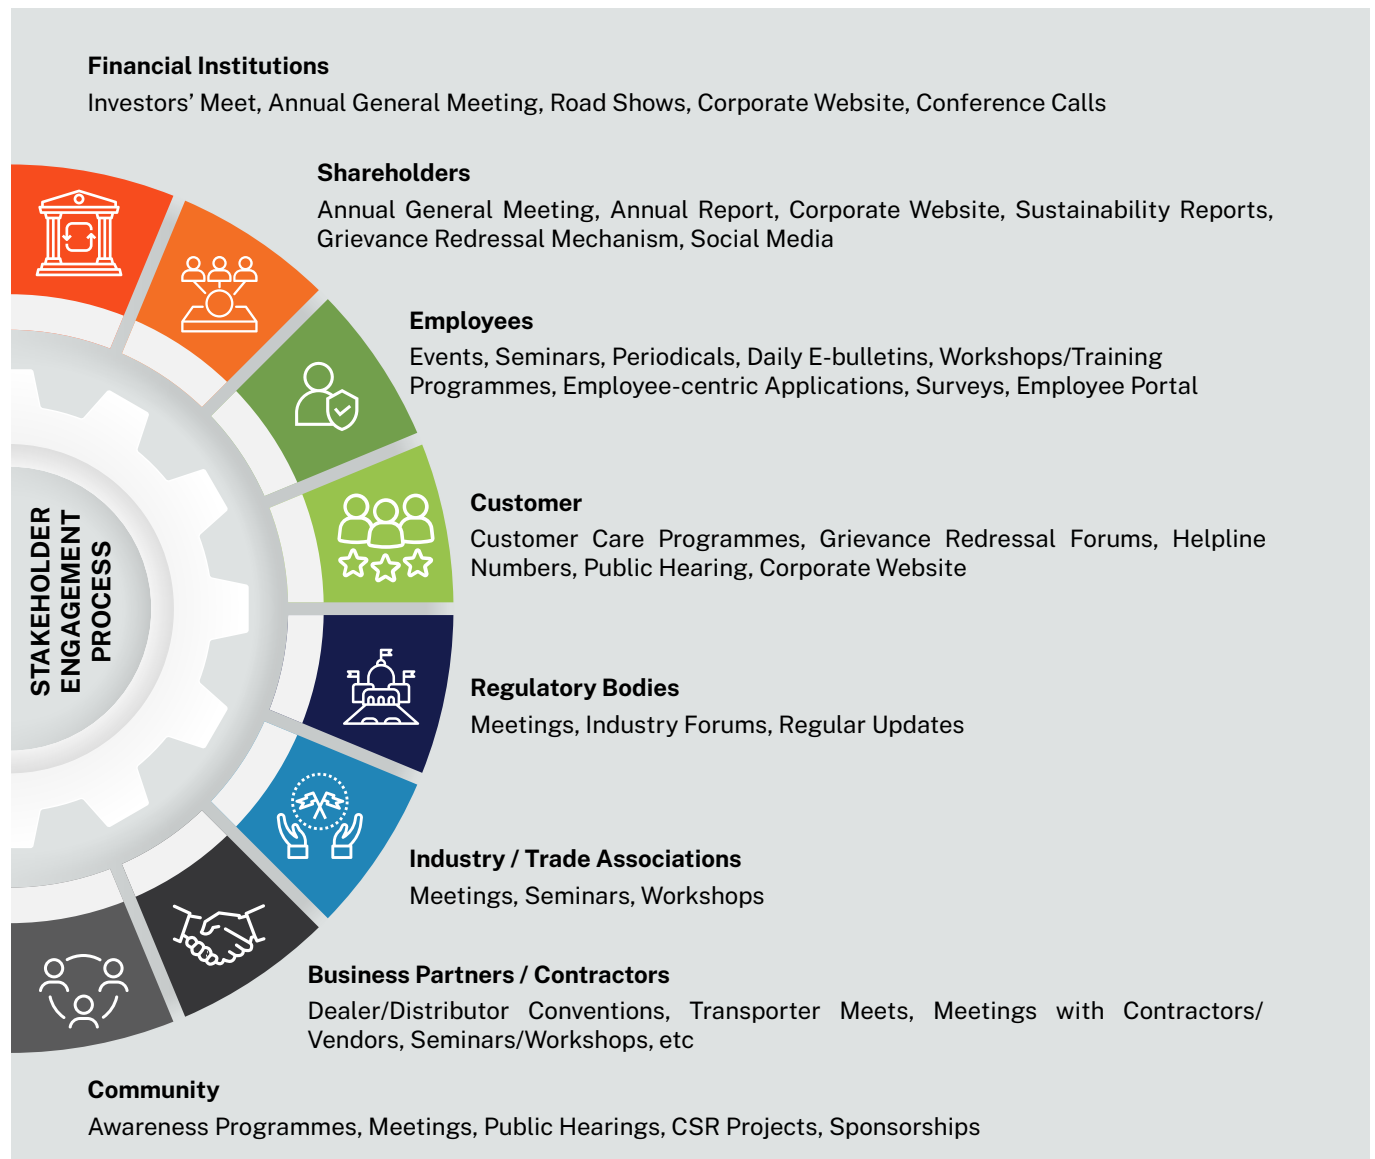 Financial Institutions
Investors’ Meet, Annual General Meeting, Road Shows, Corporate Website, Conference Calls
Shareholders
Annual General Meeting, Annual Report, Corporate Website, Sustainability Reports,
Grievance Redressal Mechanism, Social Media
Employees
Events, Seminars, Periodicals, Daily E-bulletins, Workshops/Training
Programmes, Employee-centric Applications, Surveys, Employee Portal
Customer
Customer Care Programmes, Grievance Redressal Forums, Helpline
Numbers, Public Hearing, Corporate Website
STAKEHOLDER
ENGAGEMENT
PROCESS
Regulatory Bodies
Meetings, Industry Forums, Regular Updates
Industry / Trade Associations
Meetings, Seminars, Workshops
Business Partners / Contractors
Dealer/Distributor Conventions, Transporter Meets, Meetings with Contractors/
Vendors, Seminars/Workshops, etc
Community
Awareness Programmes, Meetings, Public Hearings, CSR Projects, Sponsorships